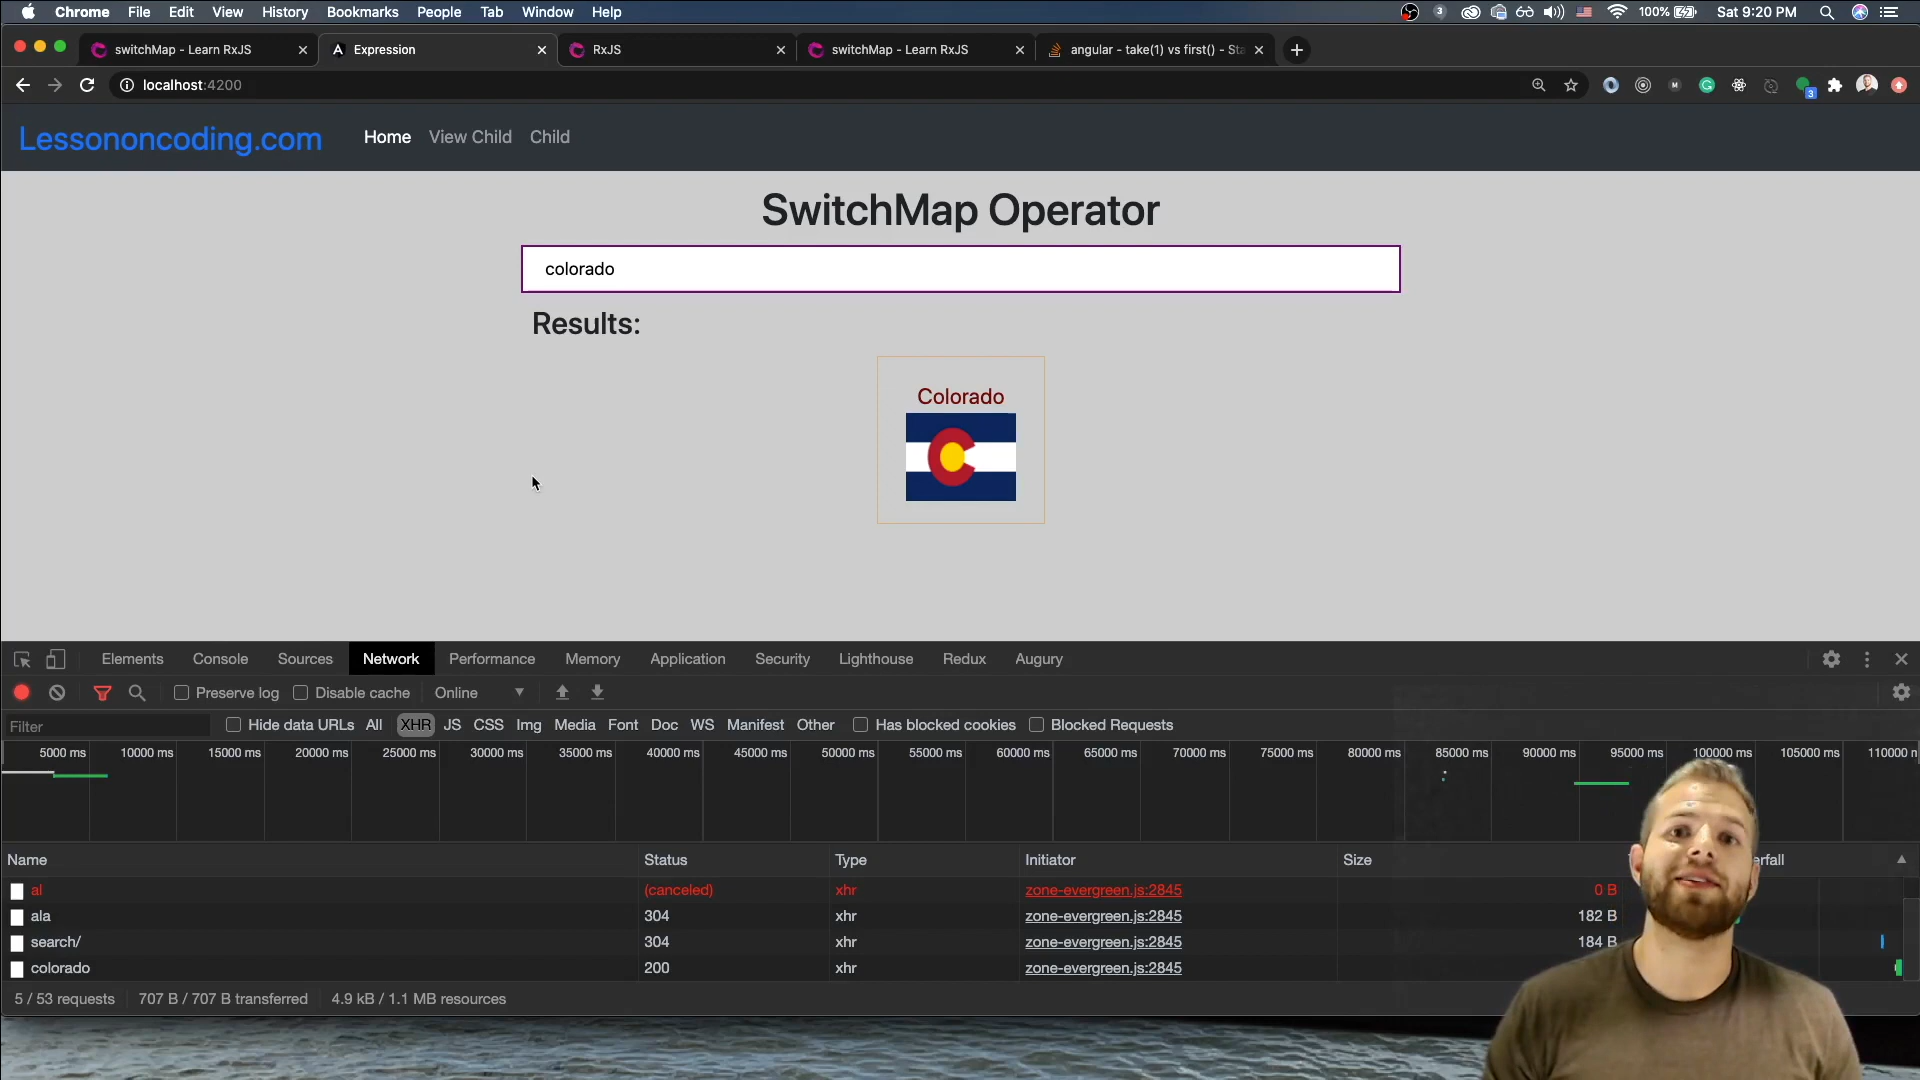 Chrome File Edit View History Bookmarks People Tab Window Help 3 100% Sat 9:20 PM
switchMap - Learn RxJS Expression RxJS switchMap - Learn RxJS angular - take(1) vs first() - Sta
localhost:4200 M G 3
Lessononcoding.com Home View Child Child
SwitchMap Operator
colorado
Results:
Colorado
Elements Console Sources Network Performance Memory Application Security Lighthouse Redux Augury
Preserve log Disable cache Online
Filter Hide data URLs All XHR JS CSS Img Media Font Doc WS Manifest Other Has blocked cookies Blocked Requests
5000 ms 10000 ms 15000 ms 20000 ms 25000 ms 30000 ms 35000 ms 40000 ms 45000 ms 50000 ms 55000 ms 60000 ms 65000 ms 70000 ms 75000 ms 80000 ms 85000 ms 90000 ms 95000 ms 100000 ms 105000 ms 110000 n
Name Status Type Initiator Size erfall
al (canceled) xhr zone-evergreen.js:2845 0 B
ala 304 xhr zone-evergreen.js:2845 182 B
search/ 304 xhr zone-evergreen.js:2845 184 B
colorado 200 xhr zone-evergreen.js:2845
5 / 53 requests 707 B / 707 B transferred 4.9 kB / 1.1 MB resources